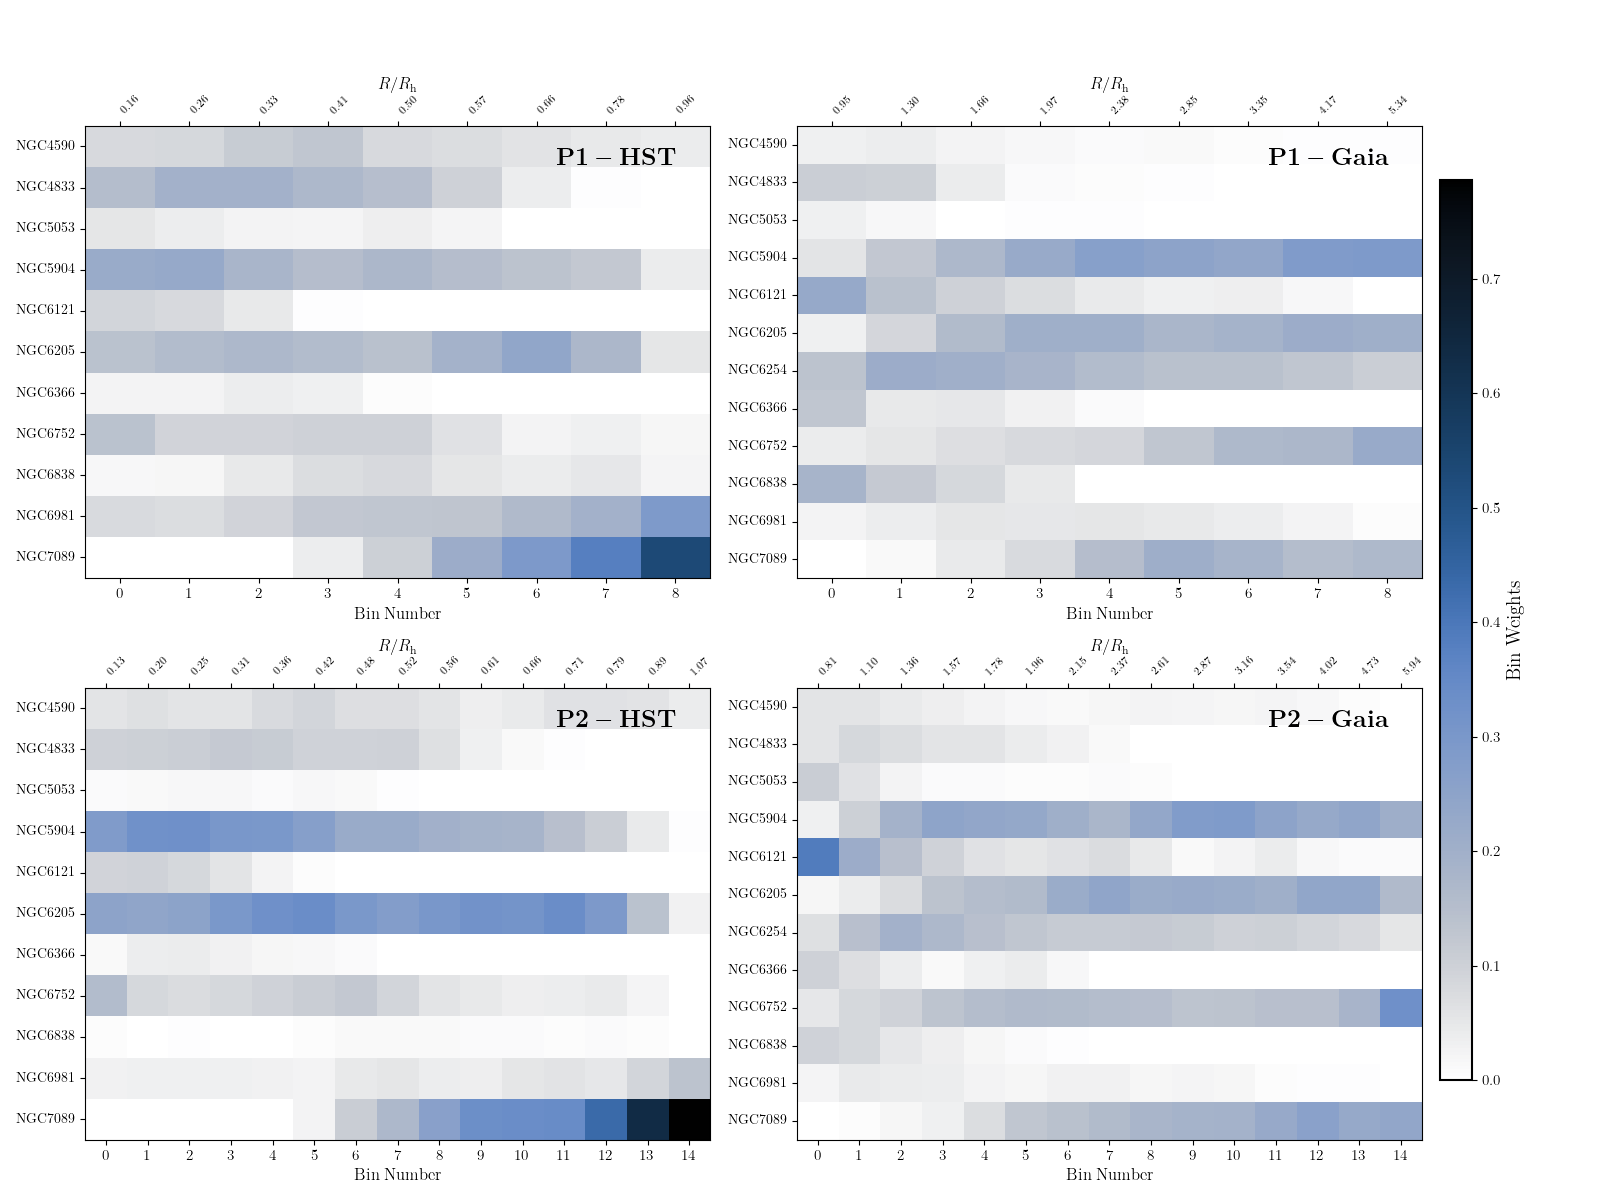 R/Rh
0.16 0.26 0.33 0.41 0.50 0.57 0.66 0.78 0.96
P1 – HST
NGC4590
NGC4833
NGC5053
NGC5904
NGC6121
NGC6205
NGC6366
NGC6752
NGC6838
NGC6981
NGC7089
0 1 2 3 4 5 6 7 8
Bin Number
R/Rh
0.95 1.30 1.66 1.97 2.38 2.85 3.35 4.17 5.34
P1 – Gaia
NGC4590
NGC4833
NGC5053
NGC5904
NGC6121
NGC6205
NGC6254
NGC6366
NGC6752
NGC6838
NGC6981
NGC7089
0 1 2 3 4 5 6 7 8
Bin Number
R/Rh
0.13 0.20 0.25 0.31 0.36 0.42 0.48 0.52 0.56 0.61 0.66 0.71 0.79 0.89 1.07
P2 – HST
NGC4590
NGC4833
NGC5053
NGC5904
NGC6121
NGC6205
NGC6366
NGC6752
NGC6838
NGC6981
NGC7089
0 1 2 3 4 5 6 7 8 9 10 11 12 13 14
Bin Number
R/Rh
0.81 1.10 1.36 1.57 1.78 1.96 2.15 2.37 2.61 2.87 3.16 3.54 4.02 4.73 5.94
P2 – Gaia
NGC4590
NGC4833
NGC5053
NGC5904
NGC6121
NGC6205
NGC6254
NGC6366
NGC6752
NGC6838
NGC6981
NGC7089
0 1 2 3 4 5 6 7 8 9 10 11 12 13 14
Bin Number
0.7
0.6
0.5
0.4
0.3
0.2
0.1
0.0
Bin Weights